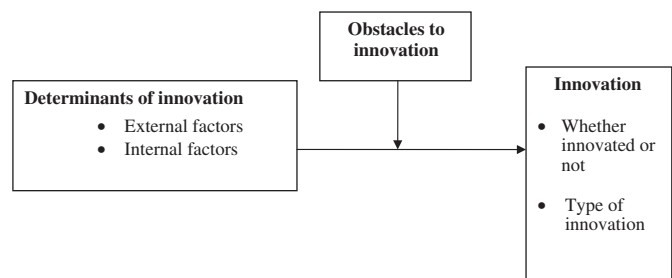 Obstacles to
innovation
Determinants of innovation
• External factors
• Internal factors
Innovation
• Whether
innovated or
not
• Type of
innovation